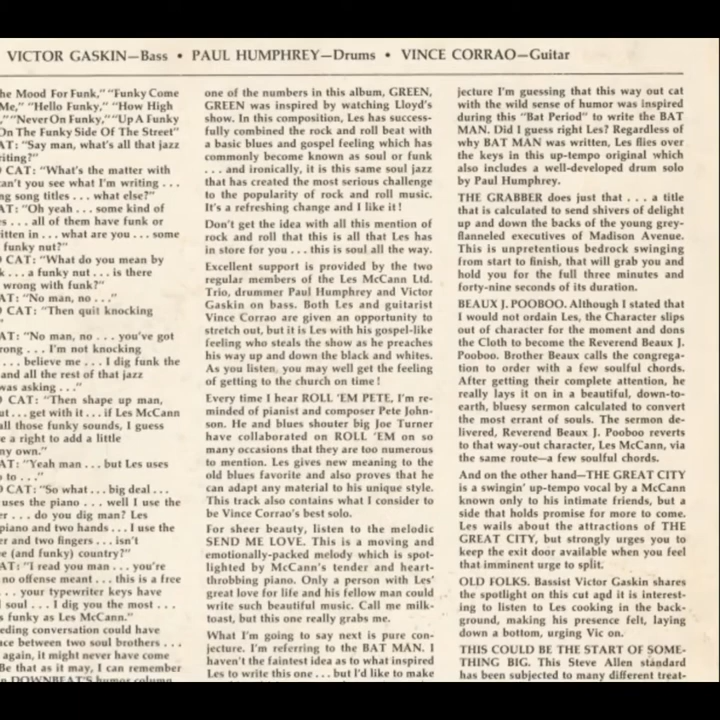 VICTOR GASKIN—Bass • PAUL HUMPHREY—Drums • VINCE CORRAO—Guitar
he Mood For Funk," "Funky Come
Me," "Hello Funky," "How High
," "Never On Funky," "Up A Funky
On The Funky Side Of The Street"
AT: "Say man, what's all that jazz
riting?"
CAT: "What's the matter with
can't you see what I'm writing . . .
ng song titles . . . what else?"
AT: "Oh yeah . . . some kind of
s . . . all of them have funk or
itten in . . . what are you . . . some
funky nut?"
CAT: "What do you mean by
k . . . a funky nut . . . is there
wrong with funk?"
AT: "No man, no . . ."
CAT: "Then quit knocking
"
AT: "No man, no . . . you've got
rong . . . I'm not knocking
. . . believe me . . . I dig funk the
and all the rest of that jazz
was asking . . ."
CAT: "Then shape up man,
ut . . . get with it . . . if Les McCann
all those funky sounds, I guess
e a right to add a little
ny own."
AT: "Yeah man . . . but Les uses
o to . . ."
CAT: "So what . . . big deal . . .
uses the piano . . . well I use the
er . . . do you dig man? Les
piano and two hands . . . I use the
er and two fingers . . . isn't
e (and funky) country?"
AT: "I read you man . . . you're
no offense meant . . . this is a free
. . . your typewriter keys have
soul . . . I dig you the most . . .
s funky as Les McCann."
eding conversation could have
ace between two soul brothers . . .
again, it might never have come
Be that as it may, I can remember
n DOWNBEAT'S humor column
one of the numbers in this album, GREEN,
GREEN was inspired by watching Lloyd's
show. In this composition, Les has success-
fully combined the rock and roll beat with
a basic blues and gospel feeling which has
commonly become known as soul or funk
. . . and ironically, it is this same soul jazz
that has created the most serious challenge
to the popularity of rock and roll music.
It's a refreshing change and I like it!
Don't get the idea with all this mention of
rock and roll that this is all that Les has
in store for you . . . this is soul all the way.
Excellent support is provided by the two
regular members of the Les McCann Ltd.
Trio, drummer Paul Humphrey and Victor
Gaskin on bass. Both Les and guitarist
Vince Corrao are given an opportunity to
stretch out, but it is Les with his gospel-like
feeling who steals the show as he preaches
his way up and down the black and whites.
As you listen, you may well get the feeling
of getting to the church on time!
Every time I hear ROLL 'EM PETE, I'm re-
minded of pianist and composer Pete John-
son. He and blues shouter big Joe Turner
have collaborated on ROLL 'EM on so
many occasions that they are too numerous
to mention. Les gives new meaning to the
old blues favorite and also proves that he
can adapt any material to his unique style.
This track also contains what I consider to
be Vince Corrao's best solo.
For sheer beauty, listen to the melodic
SEND ME LOVE. This is a moving and
emotionally-packed melody which is spot-
lighted by McCann's tender and heart-
throbbing piano. Only a person with Les'
great love for life and his fellow man could
write such beautiful music. Call me milk-
toast, but this one really grabs me.
What I'm going to say next is pure con-
jecture. I'm referring to the BAT MAN. I
haven't the faintest idea as to what inspired
Les to write this one . . . but I'd like to make
jecture I'm guessing that this way out cat
with the wild sense of humor was inspired
during this "Bat Period" to write the BAT
MAN. Did I guess right Les? Regardless of
why BAT MAN was written, Les flies over
the keys in this up-tempo original which
also includes a well-developed drum solo
by Paul Humphrey.
THE GRABBER does just that . . . a title
that is calculated to send shivers of delight
up and down the backs of the young grey-
flanneled executives of Madison Avenue.
This is unpretentious bedrock swinging
from start to finish, that will grab you and
hold you for the full three minutes and
forty-nine seconds of its duration.
BEAUX J. POOBOO. Although I stated that
I would not ordain Les, the Character slips
out of character for the moment and dons
the Cloth to become the Reverend Beaux J.
Pooboo. Brother Beaux calls the congrega-
tion to order with a few soulful chords.
After getting their complete attention, he
really lays it on in a beautiful, down-to-
earth, bluesy sermon calculated to convert
the most errant of souls. The sermon de-
livered, Reverend Beaux J. Pooboo reverts
to that way-out character, Les McCann, via
the same route—a few soulful chords.
And on the other hand—THE GREAT CITY
is a swingin' up-tempo vocal by a McCann
known only to his intimate friends, but a
side that holds promise for more to come.
Les wails about the attractions of THE
GREAT CITY, but strongly urges you to
keep the exit door available when you feel
that imminent urge to split.
OLD FOLKS. Bassist Victor Gaskin shares
the spotlight on this cut and it is interest-
ing to listen to Les cooking in the back-
ground, making his presence felt, laying
down a bottom, urging Vic on.
THIS COULD BE THE START OF SOME-
THING BIG. This Steve Allen standard
has been subjected to many different treat-